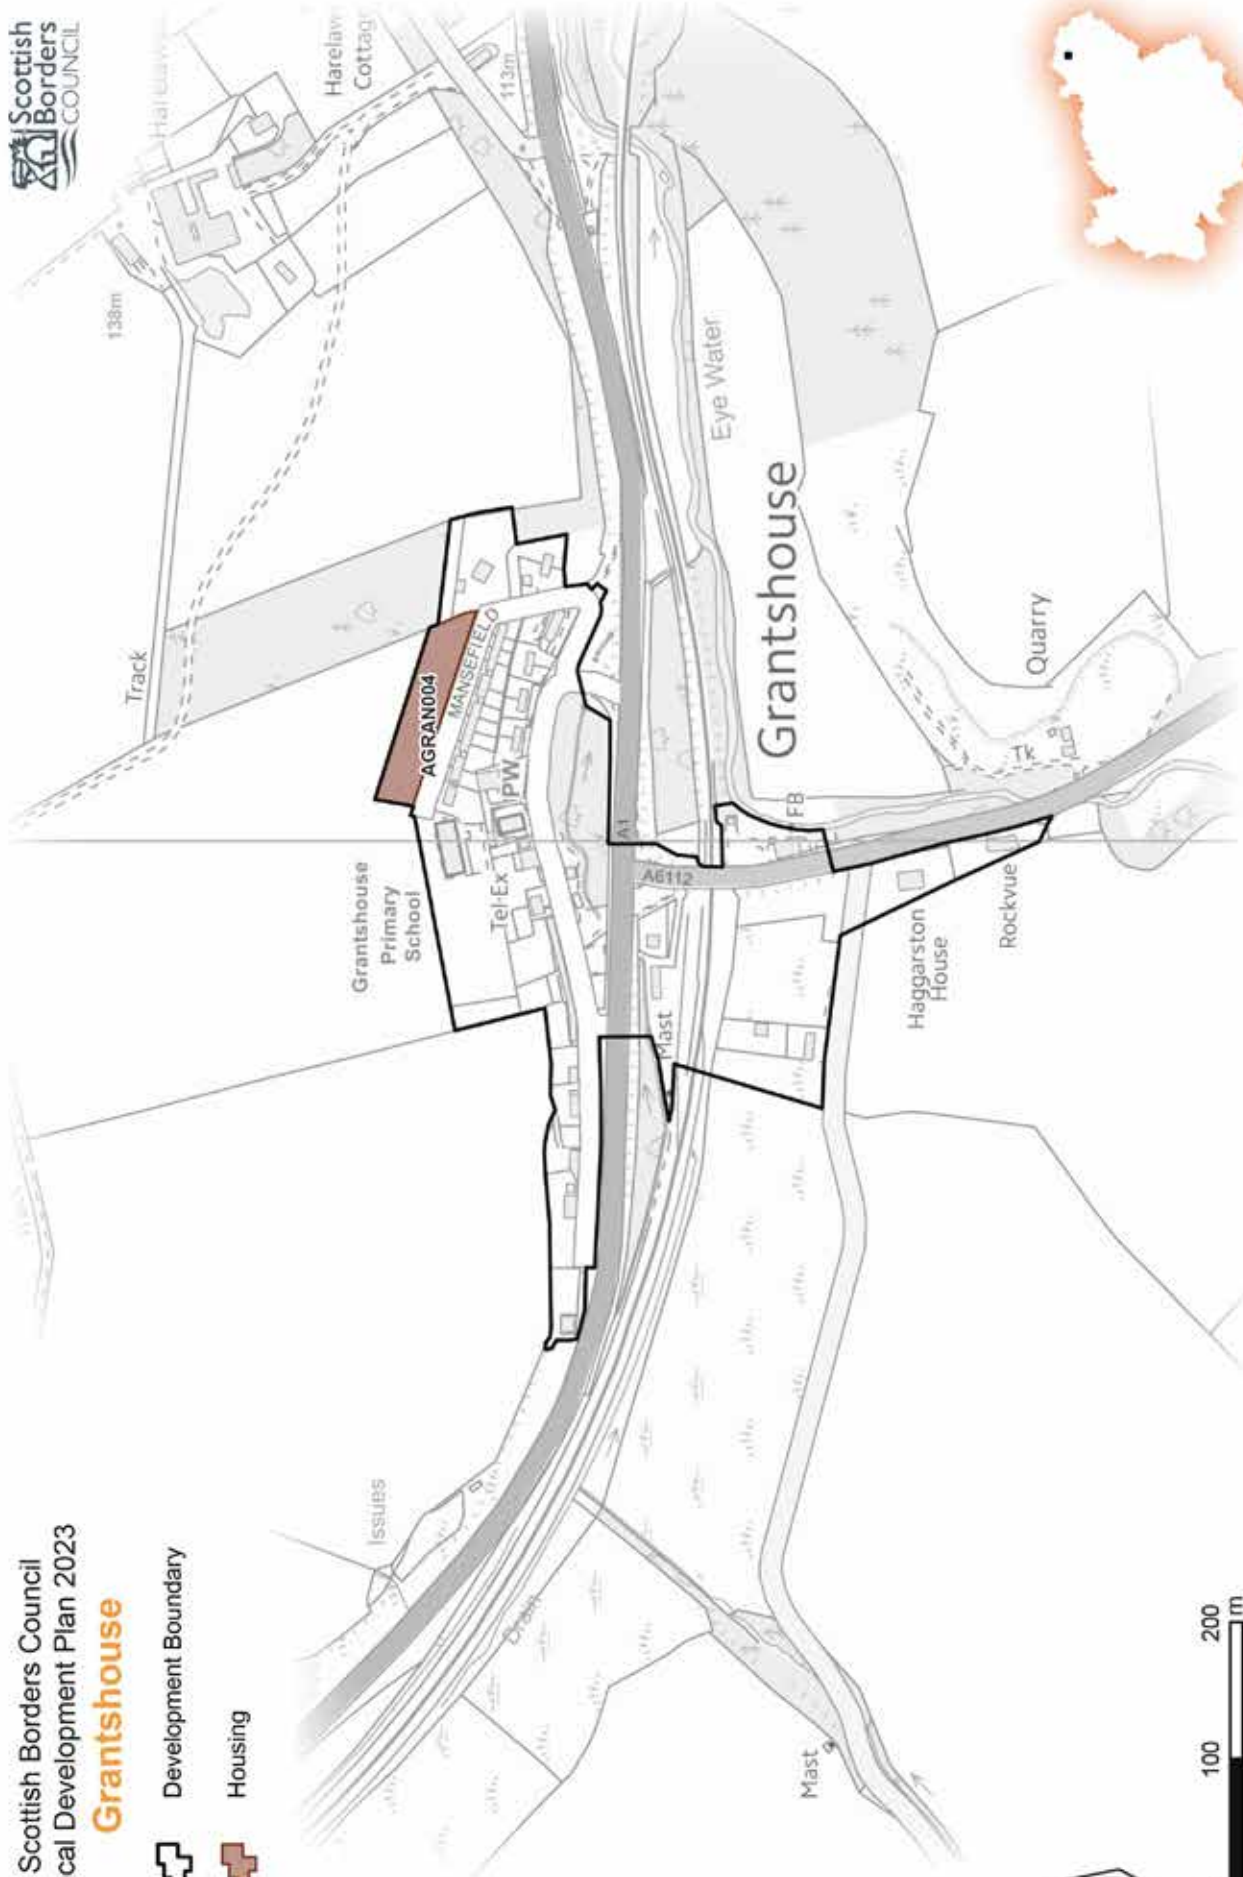 Scottish Borders Council
cal Development Plan 2023
Grantshouse
Development Boundary
Housing
Scottish
Borders
COUNCIL
Harelaw
Cottag
113m
138m
Track
AGRAN004
MANSEFIELD
Grantshouse
Primary
School
PW
Tel Ex
A1
A6112
Mast
Eye Water
Grantshouse
Quarry
Tk
FB
Rockvue
Haggarston
House
Issues
Drain
Mast
100
200
m